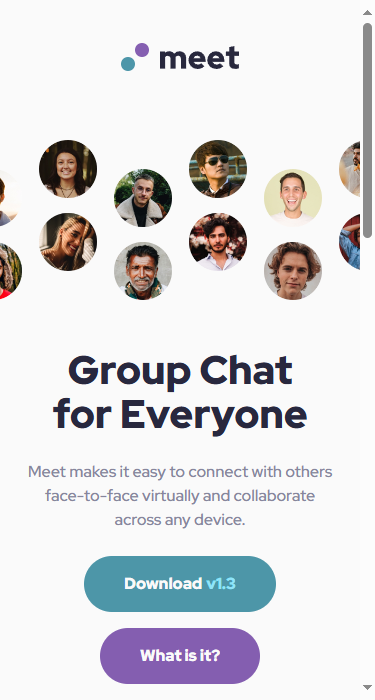 meet
Group Chat
for Everyone
Meet makes it easy to connect with others
face-to-face virtually and collaborate
across any device.
Download v1.3
What is it?